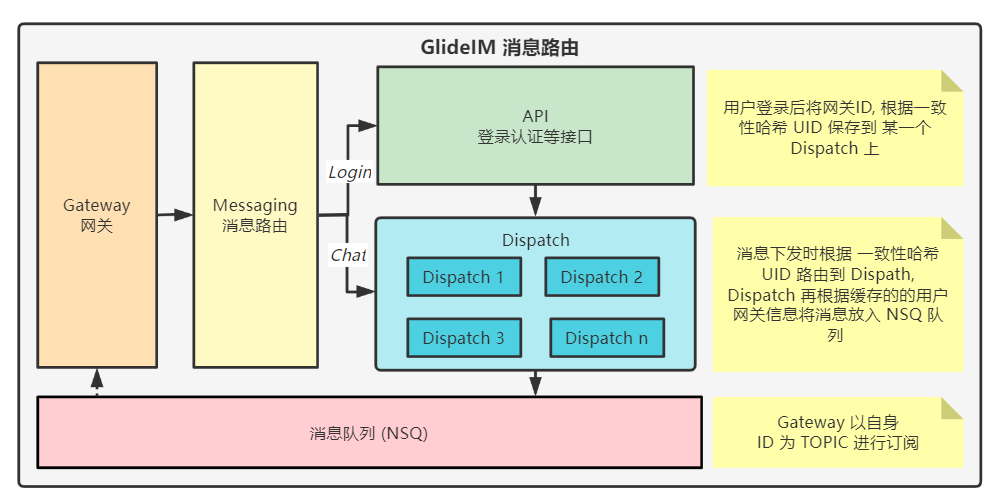 GlideIM 消息路由
Gateway
网关
Messaging
消息路由
Login
Chat
API
登录认证等接口
Dispatch
Dispatch 1
Dispatch 2
Dispatch 3
Dispatch n
消息队列 (NSQ)
用户登录后将网关ID, 根据一致
性哈希 UID 保存到 某一个
Dispatch 上
消息下发时根据 一致性哈希
UID 路由到 Dispath,
Dispatch 再根据缓存的的用户
网关信息将消息放入 NSQ 队
列
Gateway 以自身
ID 为 TOPIC 进行订阅